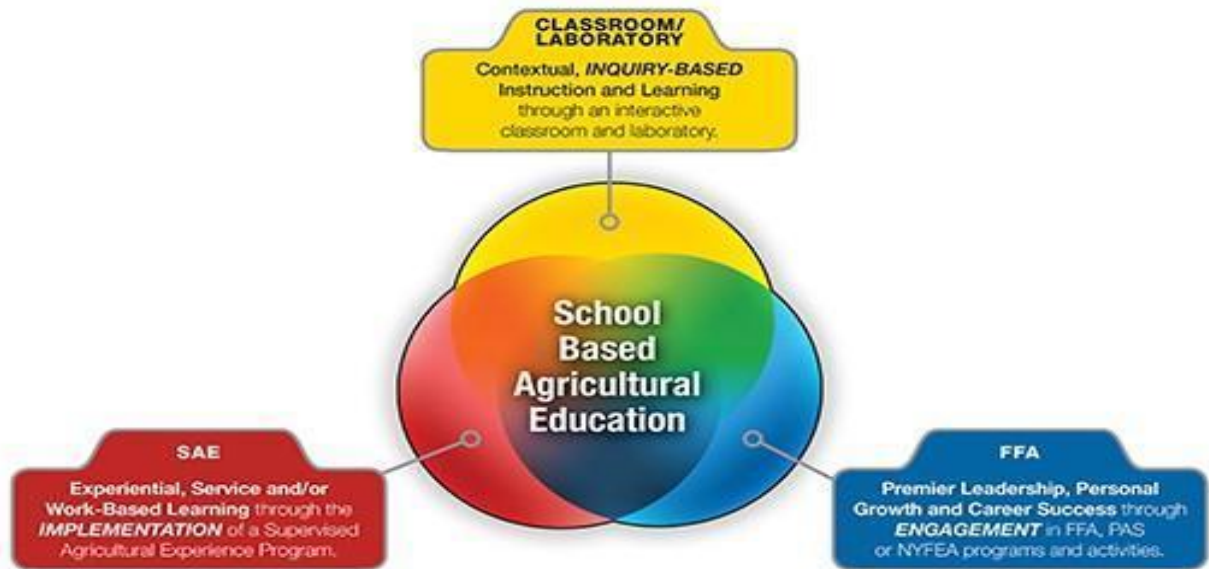 CLASSROOM/
LABORATORY
Contextual, INQUIRY-BASED
Instruction and Learning
through an interactive
classroom and laboratory.
School
Based
Agricultural
Education
SAE
Experiential, Service and/or
Work-Based Learning through the
IMPLEMENTATION of a Supervised
Agricultural Experience Program.
FFA
Premier Leadership, Personal
Growth and Career Success through
ENGAGEMENT in FFA, PAS
or NYFEA programs and activities.